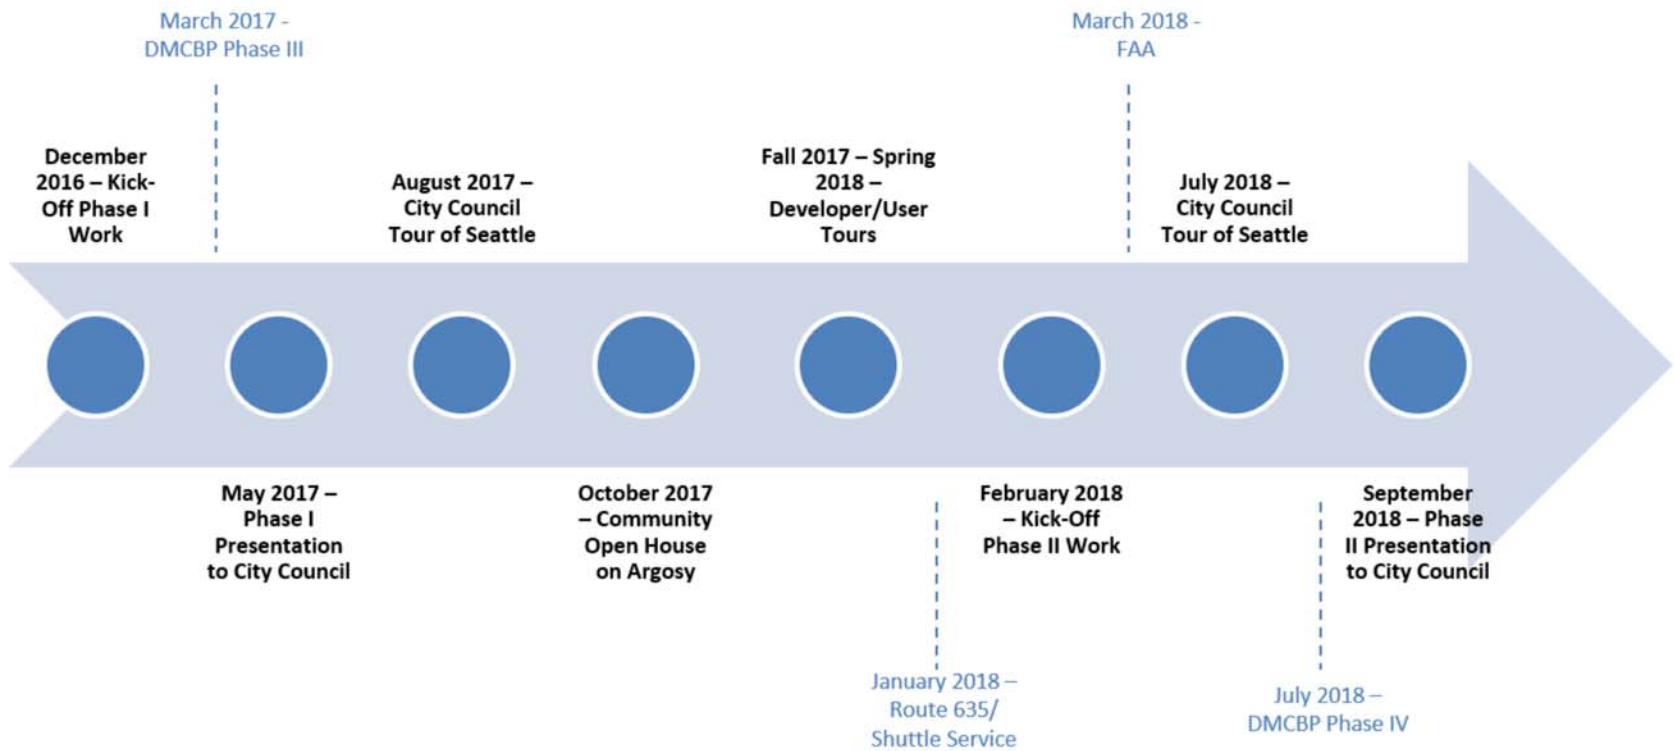 March 2017 -
DMCBP Phase III
March 2018 -
FAA
December
2016 – Kick-
Off Phase I
Work
August 2017 –
City Council
Tour of Seattle
Fall 2017 – Spring
2018 –
Developer/User
Tours
July 2018 –
City Council
Tour of Seattle
May 2017 –
Phase I
Presentation
to City Council
October 2017
– Community
Open House
on Argosy
February 2018
– Kick-Off
Phase II Work
September
2018 – Phase
II Presentation
to City Council
January 2018 –
Route 635/
Shuttle Service
July 2018 –
DMCBP Phase IV